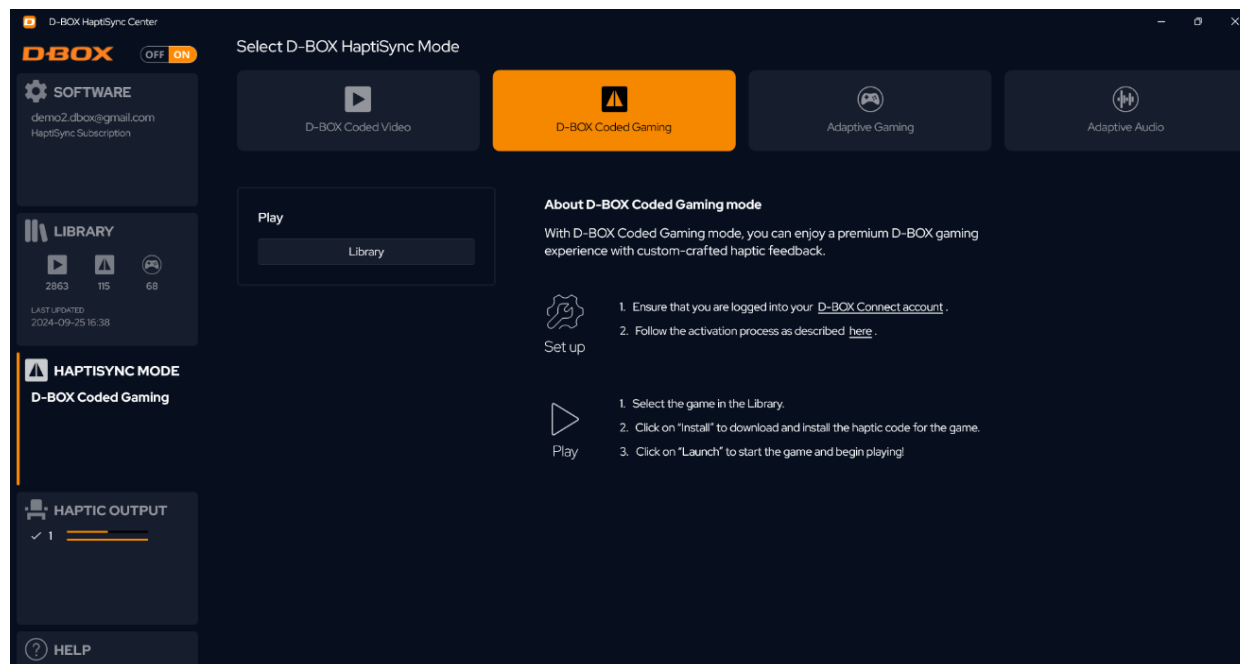 D-BOX HaptiSync Center
D-BOX
OFF ON
SOFTWARE
demo2.dbox@gmail.com
HaptiSync Subscription
LIBRARY
2863 115 68
LAST UPDATED
2024-09-25 16:38
HAPTISYNC MODE
D-BOX Coded Gaming
HAPTIC OUTPUT
1
? HELP
Select D-BOX HaptiSync Mode
D-BOX Coded Video
D-BOX Coded Gaming
Adaptive Gaming
Adaptive Audio
Play
Library
About D-BOX Coded Gaming mode
With D-BOX Coded Gaming mode, you can enjoy a premium D-BOX gaming
experience with custom-crafted haptic feedback.
Set up
1. Ensure that you are logged into your D-BOX Connect account .
2. Follow the activation process as described here .
Play
1. Select the game in the Library.
2. Click on "Install" to download and install the haptic code for the game.
3. Click on "Launch" to start the game and begin playing!